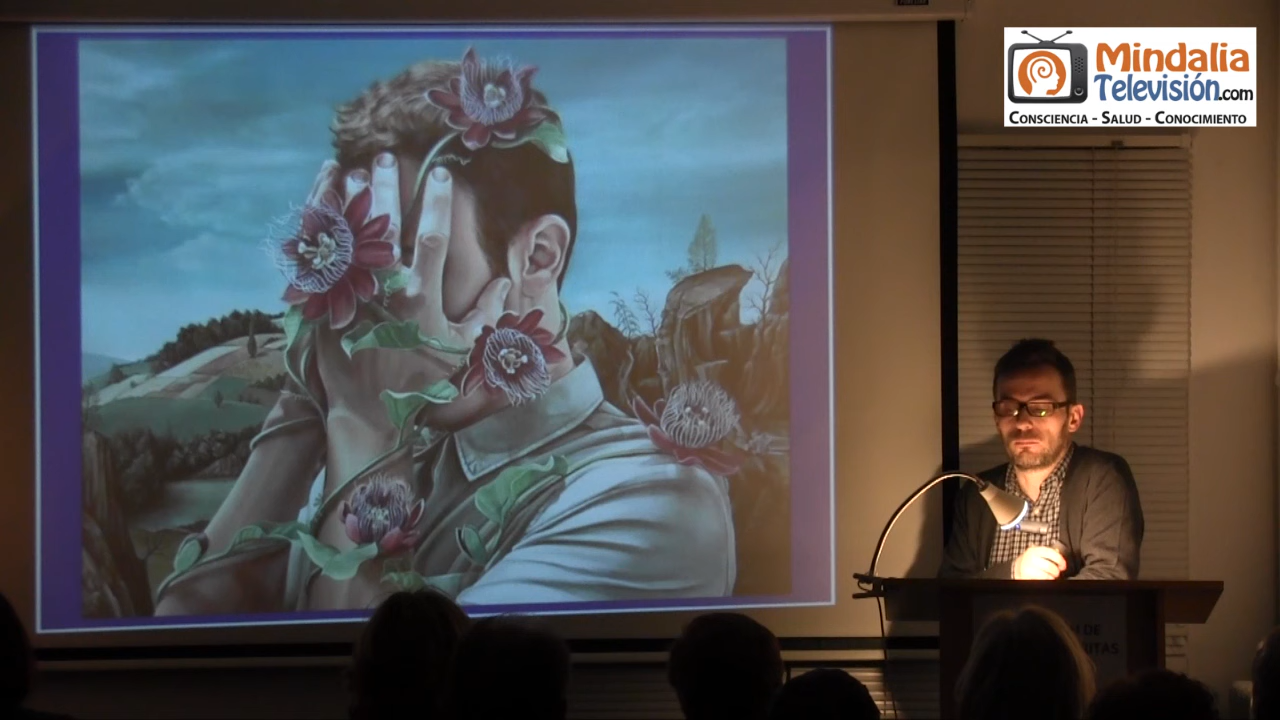 Mindalia
Televisión.com
Consciencia - Salud - Conocimiento